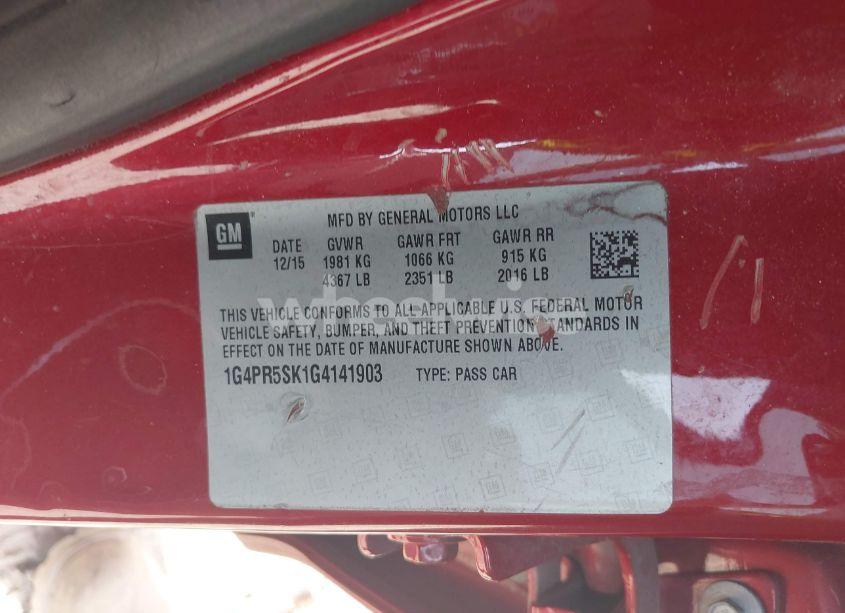 GM
MFD BY GENERAL MOTORS LLC
DATE GVWR GAWR FRT GAWR RR
12/15 1981 KG 1066 KG 915 KG
4367 LB 2351 LB 2016 LB
THIS VEHICLE CONFORMS TO ALL APPLICABLE U.S. FEDERAL MOTOR
VEHICLE SAFETY, BUMPER, AND THEFT PREVENTION STANDARDS IN
EFFECT ON THE DATE OF MANUFACTURE SHOWN ABOVE.
1G4PR5SK1G4141903 TYPE: PASS CAR